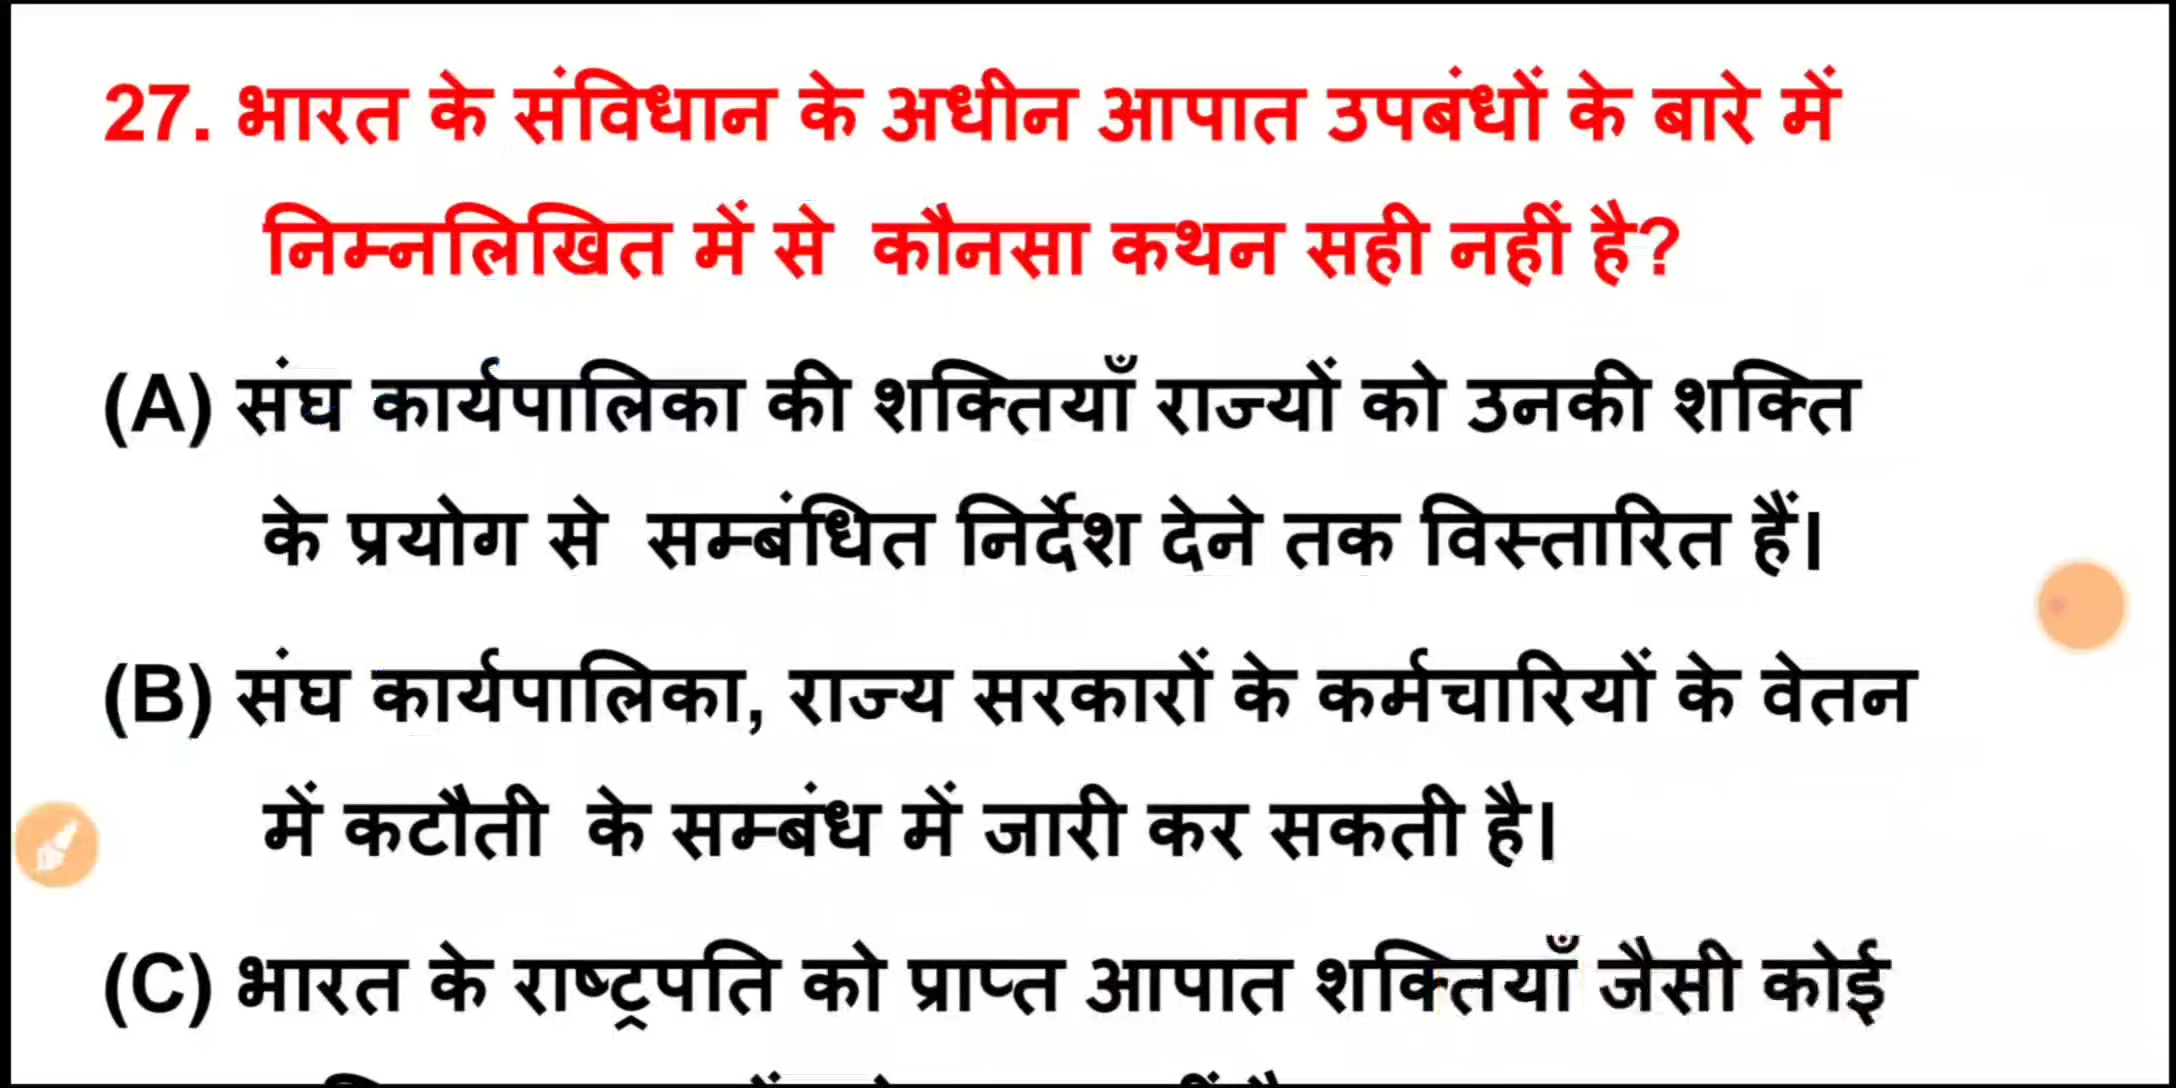 27. भारत के संविधान के अधीन आपात उपबंधों के बारे में
निम्नलिखित में से कौनसा कथन सही नहीं है?
(A) संघ कार्यपालिका की शक्तियाँ राज्यों को उनकी शक्ति
के प्रयोग से सम्बंधित निर्देश देने तक विस्तारित हैं।
(B) संघ कार्यपालिका, राज्य सरकारों के कर्मचारियों के वेतन
में कटौती के सम्बंध में जारी कर सकती है।
(C) भारत के राष्ट्रपति को प्राप्त आपात शक्तियाँ जैसी कोई